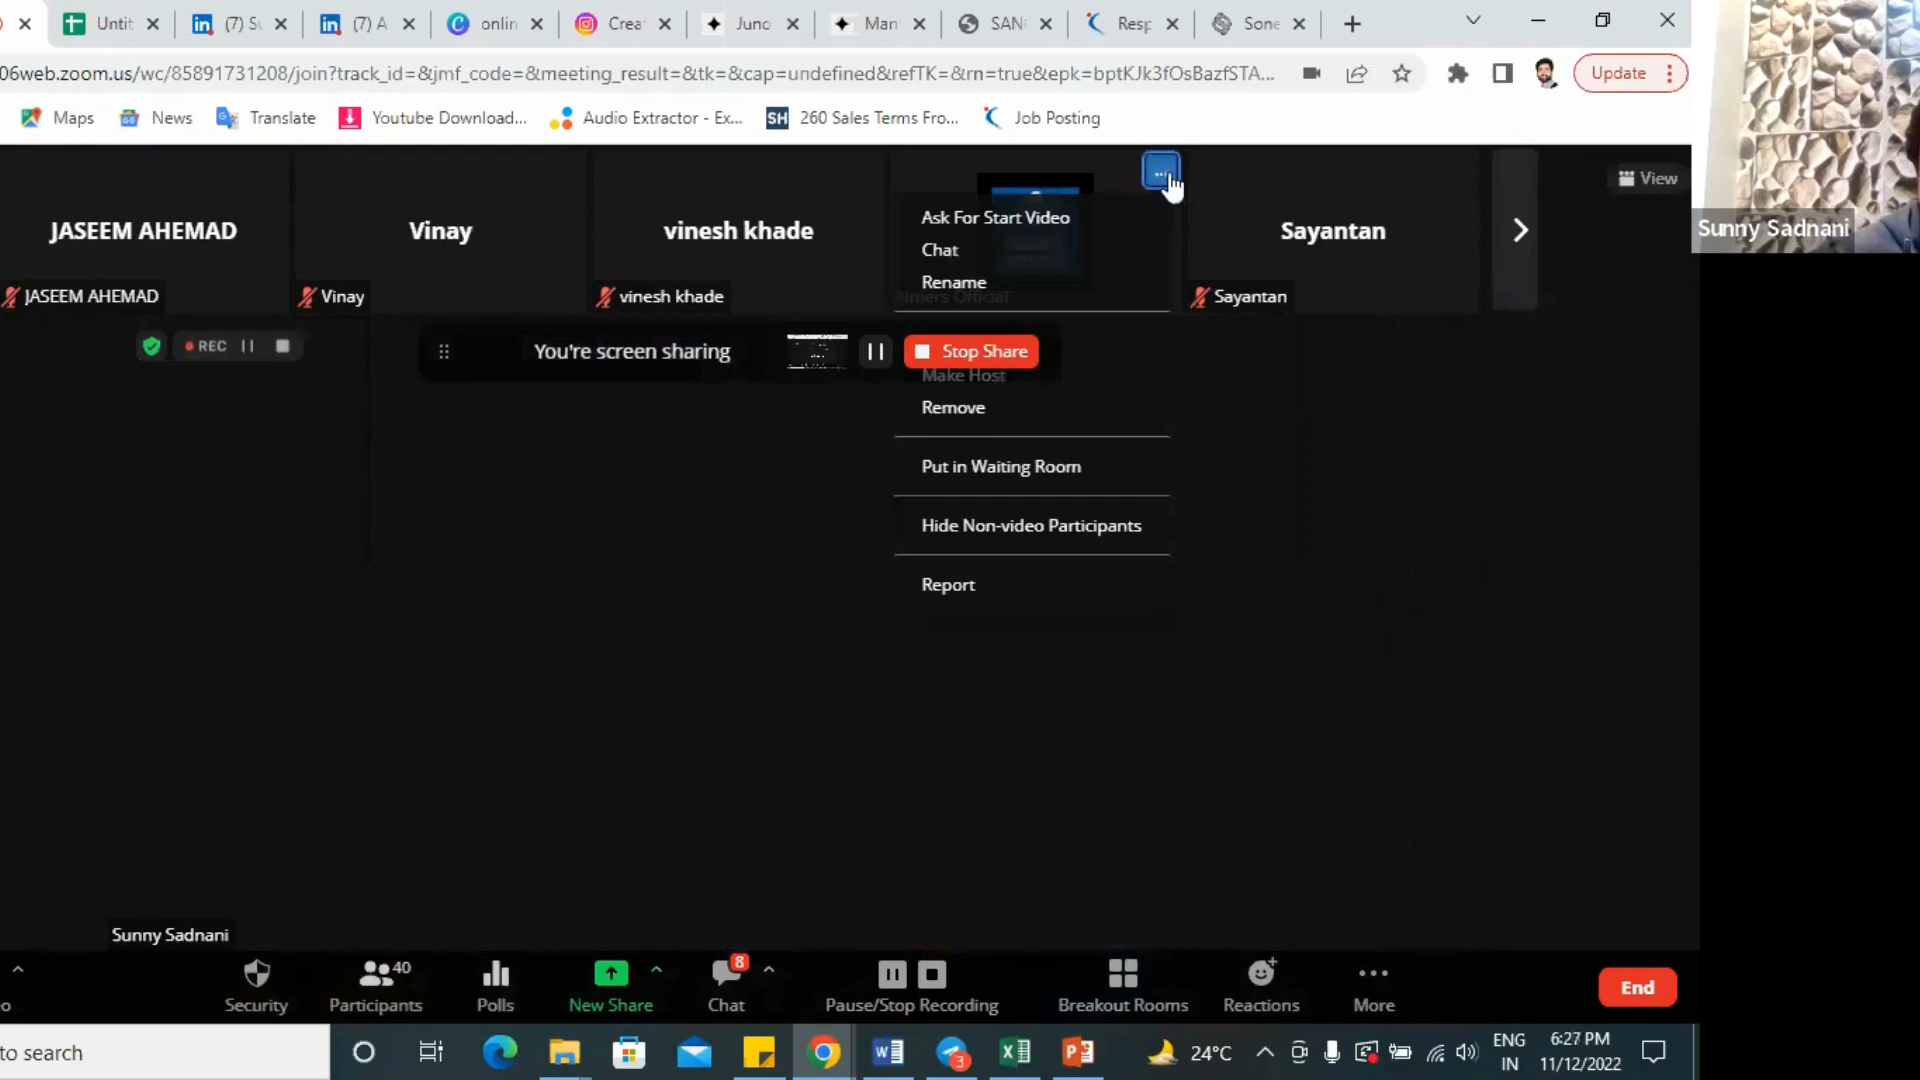 Untit
(7) S
(7) A
onlin
Crea
Juno
Man
SAN
Resp
Sone
06web.zoom.us/wc/85891731208/join?track_id=&jmf_code=&meeting_result=&tk=&cap=undefined&refTK=&rn=true&epk=bptKJk3fOsBazfSTA...
Update
Maps
News
Translate
Youtube Download...
Audio Extractor - Ex...
SH 260 Sales Terms Fro...
Job Posting
JASEEM AHEMAD
Vinay
vinesh khade
Sayantan
View
Sunny Sadnani
JASEEM AHEMAD
Vinay
vinesh khade
Sayantan
Ask For Start Video
Chat
Rename
REC
You're screen sharing
Stop Share
Make Host
Remove
Put in Waiting Room
Hide Non-video Participants
Report
Sunny Sadnani
Security
Participants 40
Polls
New Share
Chat 8
Pause/Stop Recording
Breakout Rooms
Reactions
More
End
to search
3
24°C
ENG
IN
6:27 PM
11/12/2022